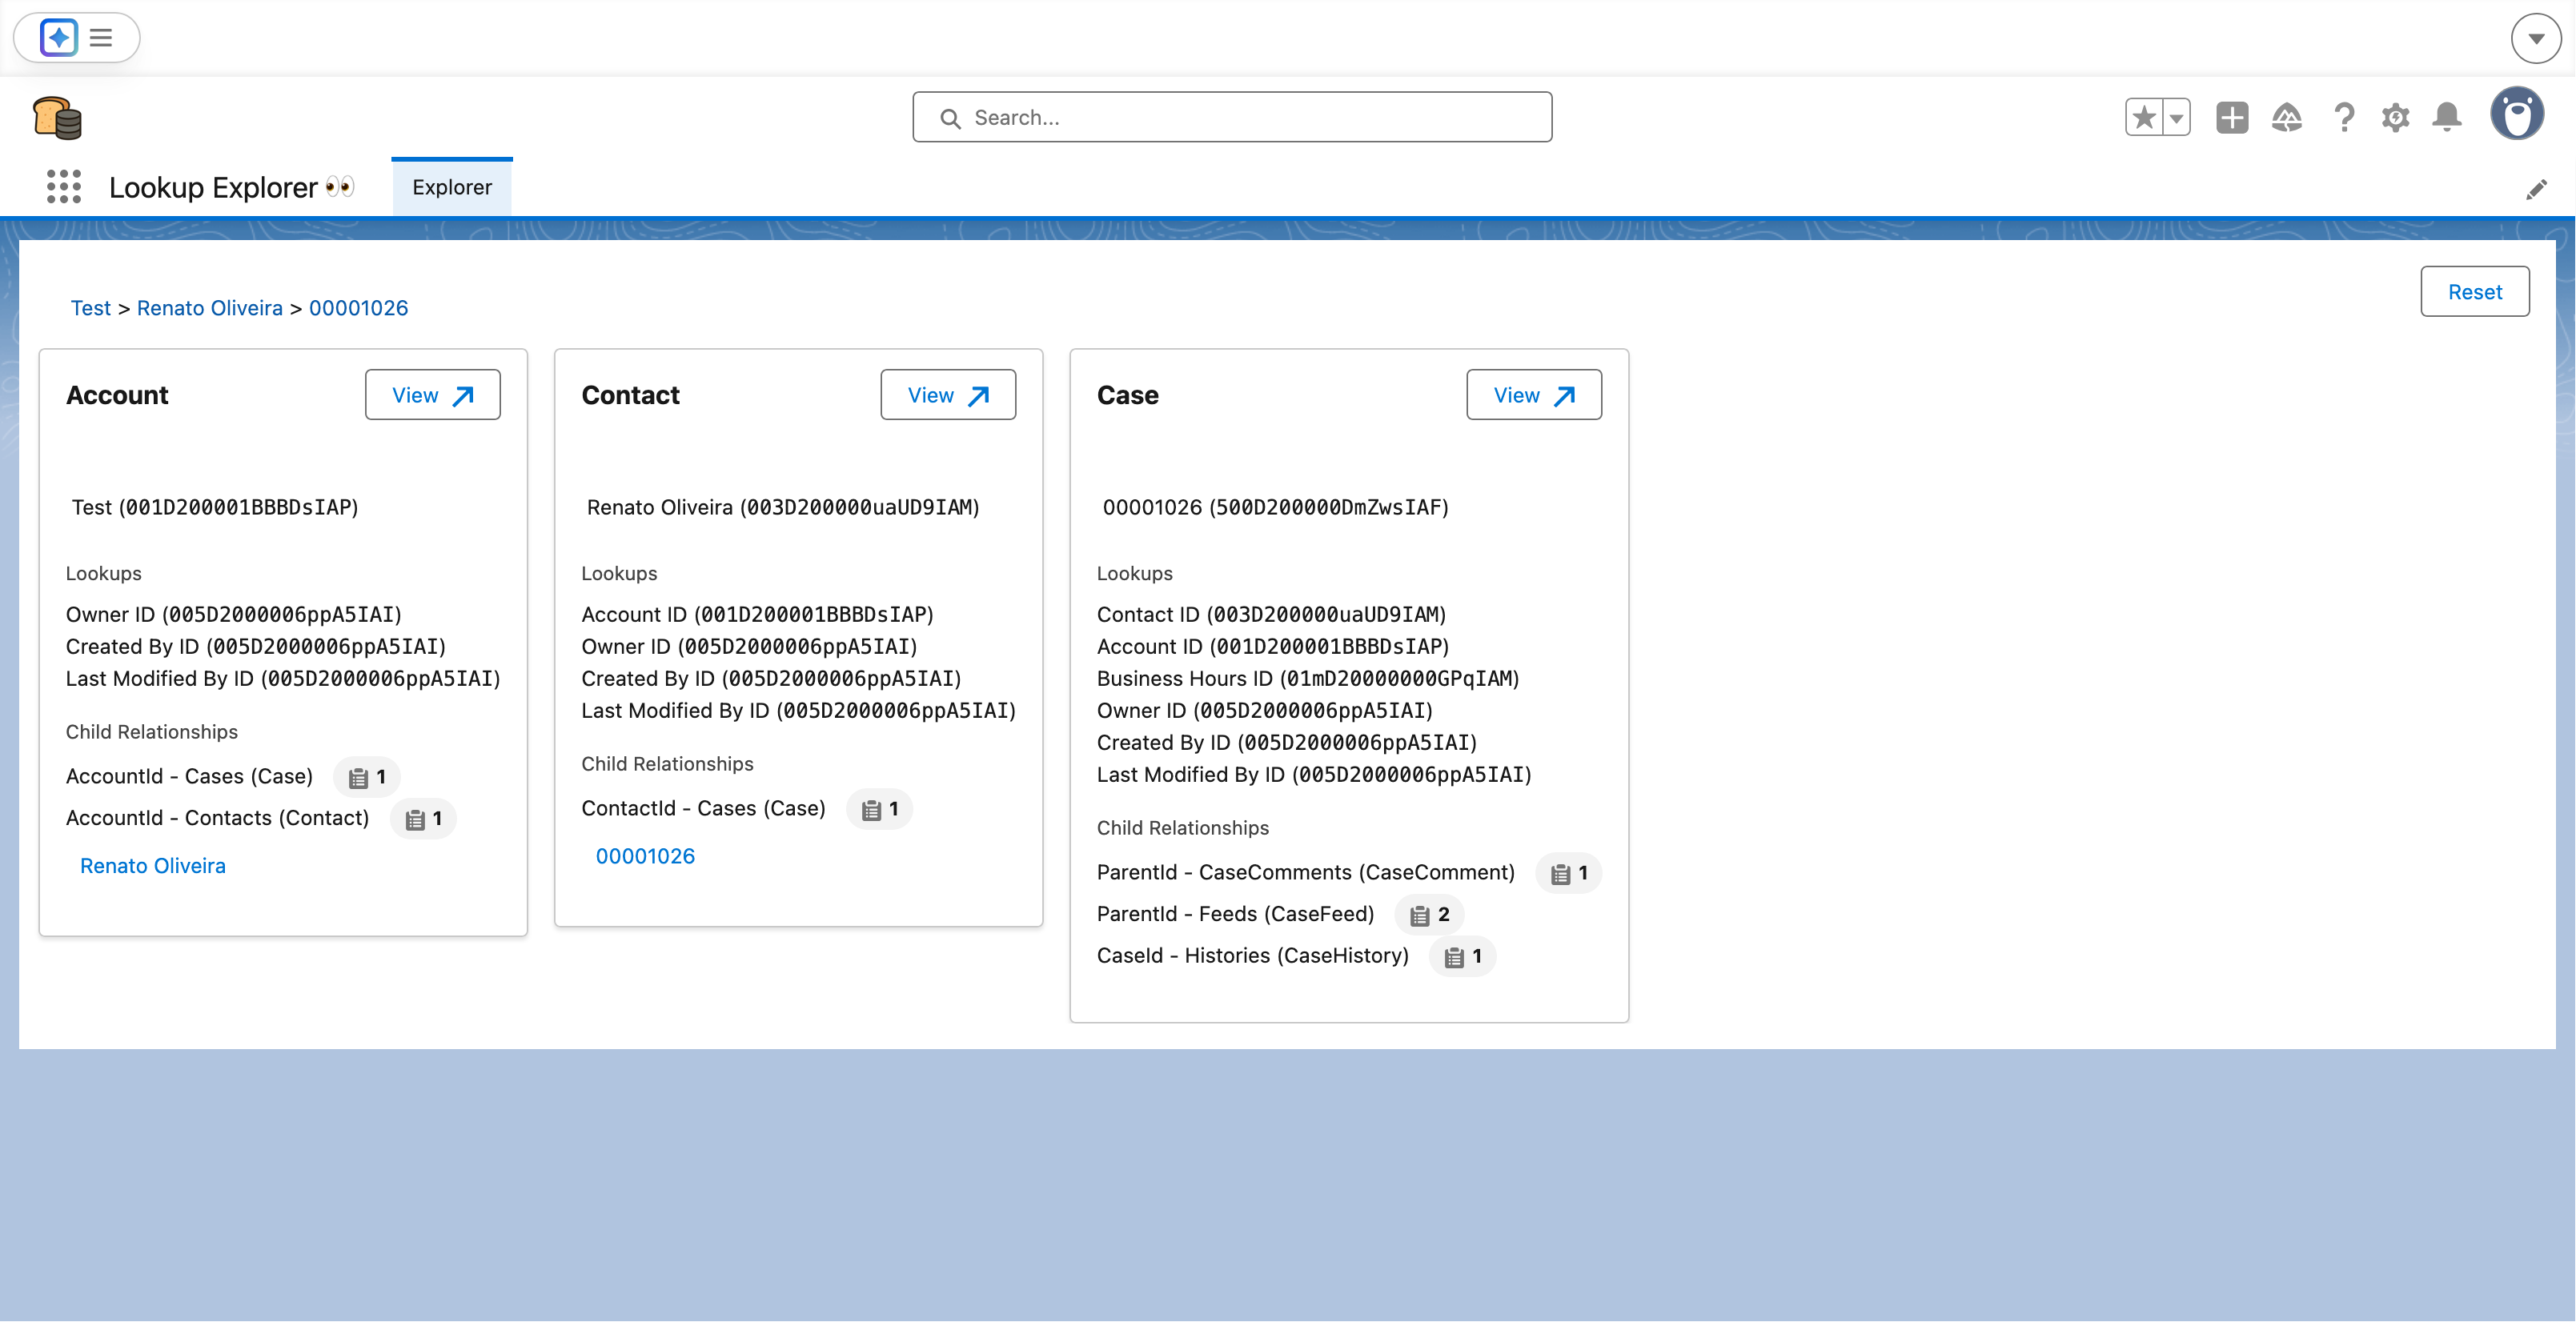 Search...
Lookup Explorer 👀
Explorer
Test > Renato Oliveira > 00001026
Reset
Account
View
Test (001D200001BBBDsIAP)
Lookups
Owner ID (005D2000006ppA5IAI)
Created By ID (005D2000006ppA5IAI)
Last Modified By ID (005D2000006ppA5IAI)
Child Relationships
AccountId - Cases (Case) 1
AccountId - Contacts (Contact) 1
Renato Oliveira
Contact
View
Renato Oliveira (003D200000uaUD9IAM)
Lookups
Account ID (001D200001BBBDsIAP)
Owner ID (005D2000006ppA5IAI)
Created By ID (005D2000006ppA5IAI)
Last Modified By ID (005D2000006ppA5IAI)
Child Relationships
ContactId - Cases (Case) 1
00001026
Case
View
00001026 (500D200000DmZwsIAF)
Lookups
Contact ID (003D200000uaUD9IAM)
Account ID (001D200001BBBDsIAP)
Business Hours ID (01mD20000000GPqIAM)
Owner ID (005D2000006ppA5IAI)
Created By ID (005D2000006ppA5IAI)
Last Modified By ID (005D2000006ppA5IAI)
Child Relationships
ParentId - CaseComments (CaseComment) 1
ParentId - Feeds (CaseFeed) 2
CaseId - Histories (CaseHistory) 1